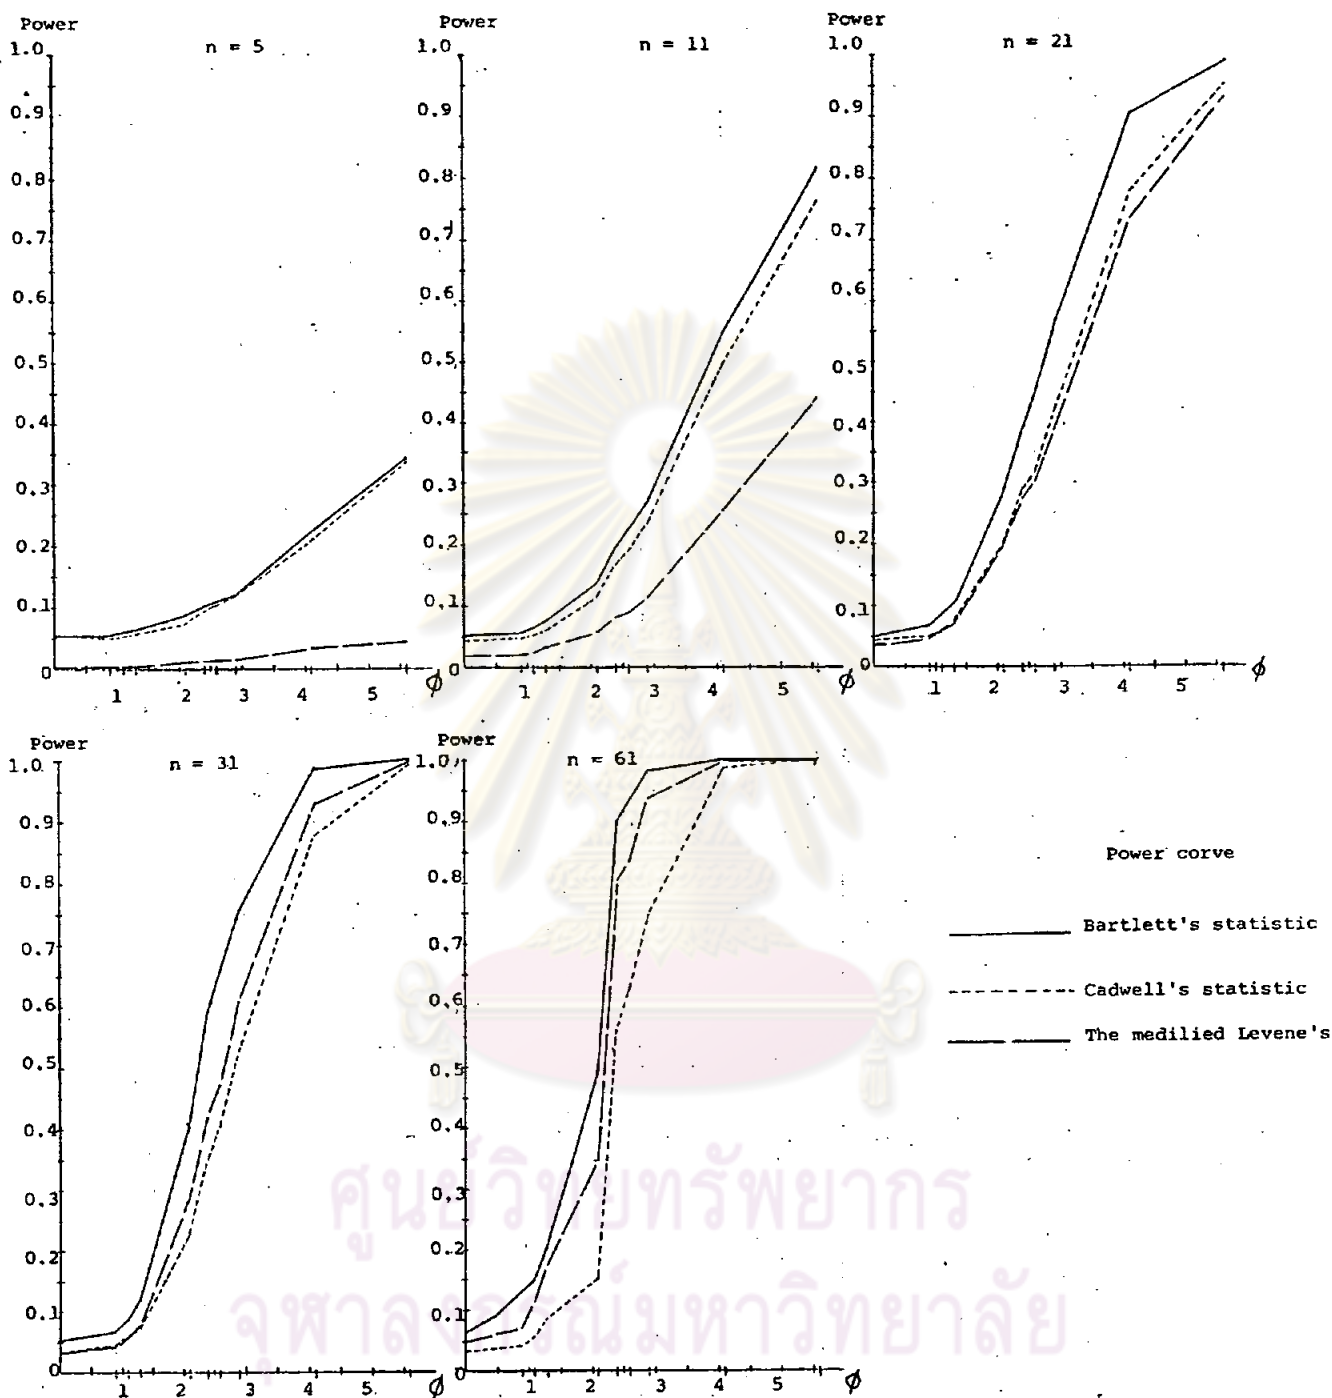 Power
n = 5
1.0
0.9
0.8
0.7
0.6
0.5
0.4
0.3
0.2
0.1
0
1 2 3 4 5 Ø
Power
n = 11
1.0
0.9
0.8
0.7
0.6
0.5
0.4
0.3
0.2
0.1
0
1 2 3 4 5 Ø
Power
n = 21
1.0
0.9
0.8
0.7
0.6
0.5
0.4
0.3
0.2
0.1
0
1 2 3 4 5 Ø
Power
n = 31
1.0
0.9
0.8
0.7
0.6
0.5
0.4
0.3
0.2
0.1
0
1 2 3 4 5 Ø
Power
n = 61
1.0
0.9
0.8
0.7
0.6
0.5
0.4
0.3
0.2
0.1
0
1 2 3 4 5 Ø
Power corve
Bartlett's statistic
Cadwell's statistic
The medilied Levene's
ศูนย์วิทยทรัพยากร
จุฬาลงกรณ์มหาวิทยาลัย